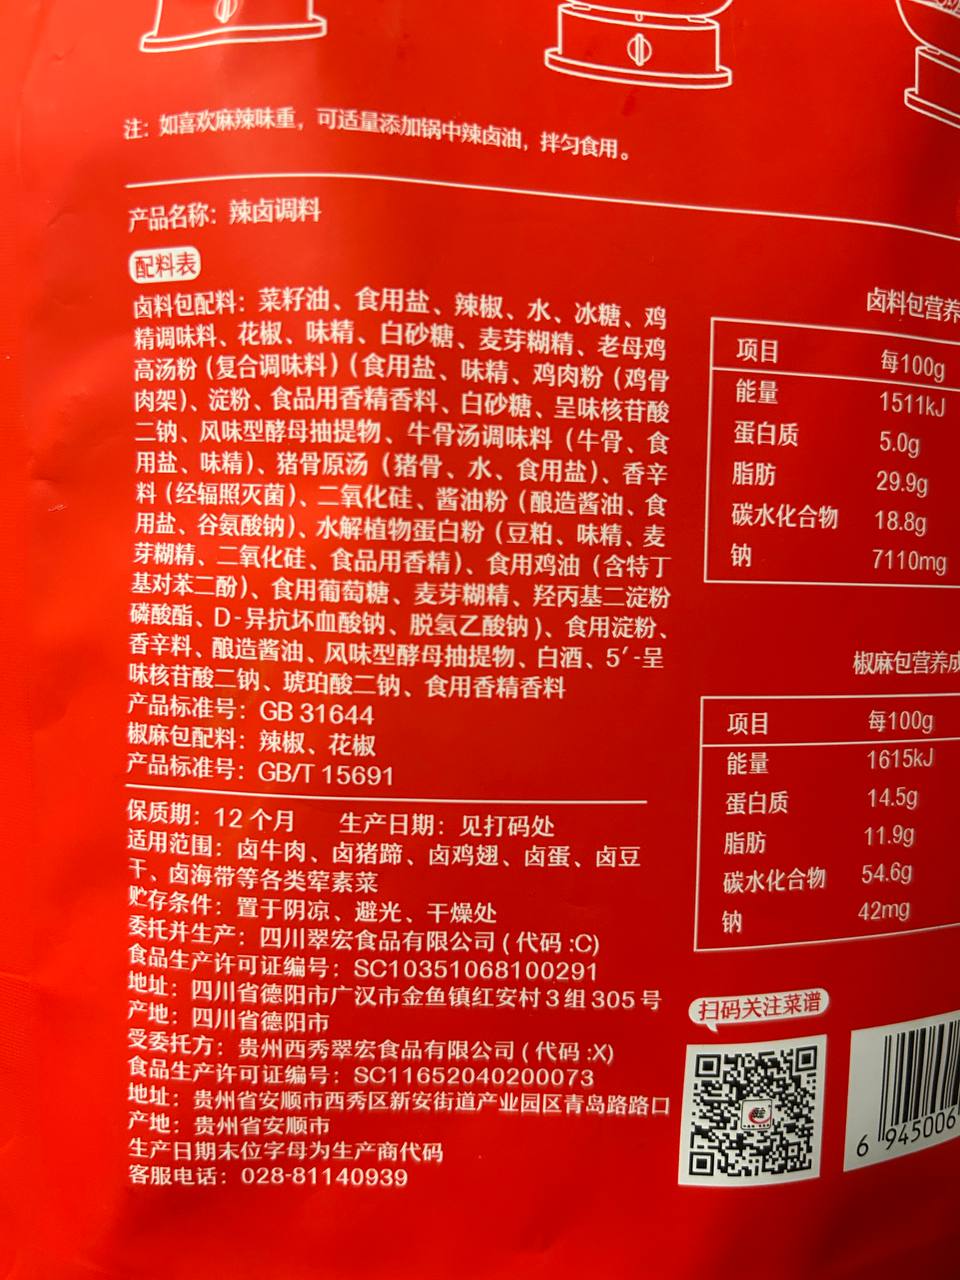 注：如喜欢麻辣味重，可适量添加锅中辣卤油，拌匀食用。
产品名称：辣卤调料
配料表
卤料包配料：菜籽油、食用盐、辣椒、水、冰糖、鸡
精调味料、花椒、味精、白砂糖、麦芽糊精、老母鸡
高汤粉（复合调味料）（食用盐、味精、鸡肉粉（鸡骨
肉架）、淀粉、食品用香精香料、白砂糖、呈味核苷酸
二钠、风味型酵母抽提物、牛骨汤调味料（牛骨、食
用盐、味精）、猪骨原汤（猪骨、水、食用盐）、香辛
料（经辐照灭菌）、二氧化硅、酱油粉（酿造酱油、食
用盐、谷氨酸钠）、水解植物蛋白粉（豆粕、味精、麦
芽糊精、二氧化硅、食品用香精）、食用鸡油（含特丁
基对苯二酚）、食用葡萄糖、麦芽糊精、羟丙基二淀粉
磷酸酯、D-异抗坏血酸钠、脱氢乙酸钠）、食用淀粉、
香辛料、酿造酱油、风味型酵母抽提物、白酒、5′-呈
味核苷酸二钠、琥珀酸二钠、食用香精香料
产品标准号：GB 31644
椒麻包配料：辣椒、花椒
产品标准号：GB/T 15691
保质期：12个月 生产日期：见打码处
适用范围：卤牛肉、卤猪蹄、卤鸡翅、卤蛋、卤豆
干、卤海带等各类荤素菜
贮存条件：置于阴凉、避光、干燥处
委托并生产：四川翠宏食品有限公司（代码:C)
食品生产许可证编号：SC10351068100291
地址：四川省德阳市广汉市金鱼镇红安村3组305号
产地：四川省德阳市
受委托方：贵州西秀翠宏食品有限公司（代码:X)
食品生产许可证编号：SC11652040200073
地址：贵州省安顺市西秀区新安街道产业园区青岛路路口
产地：贵州省安顺市
生产日期末位字母为生产商代码
客服电话：028-81140939
卤料包营养
项目 每100g
能量 1511kJ
蛋白质 5.0g
脂肪 29.9g
碳水化合物 18.8g
钠 7110mg
椒麻包营养成
项目 每100g
能量 1615kJ
蛋白质 14.5g
脂肪 11.9g
碳水化合物 54.6g
钠 42mg
扫码关注菜谱
6 945006